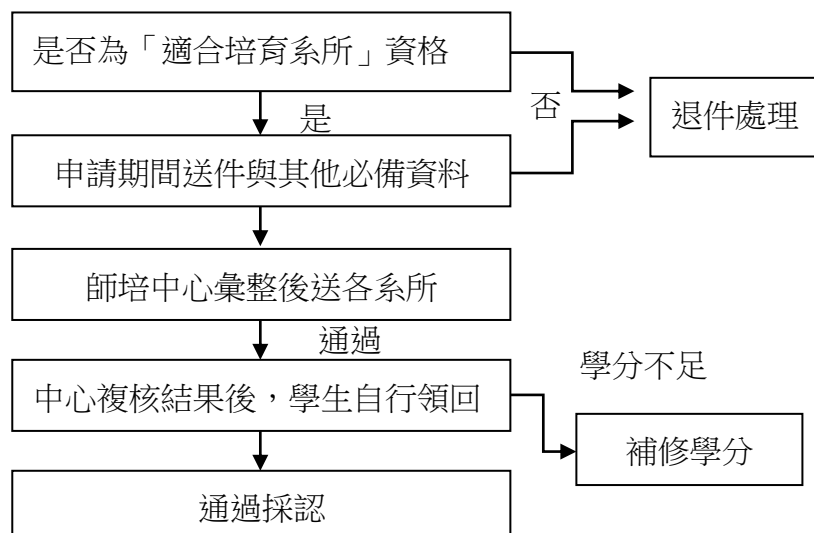 是否為「適合培育系所」資格
是
否
退件處理
申請期間送件與其他必備資料
師培中心彙整後送各系所
通過
中心複核結果後，學生自行領回
學分不足
補修學分
通過採認